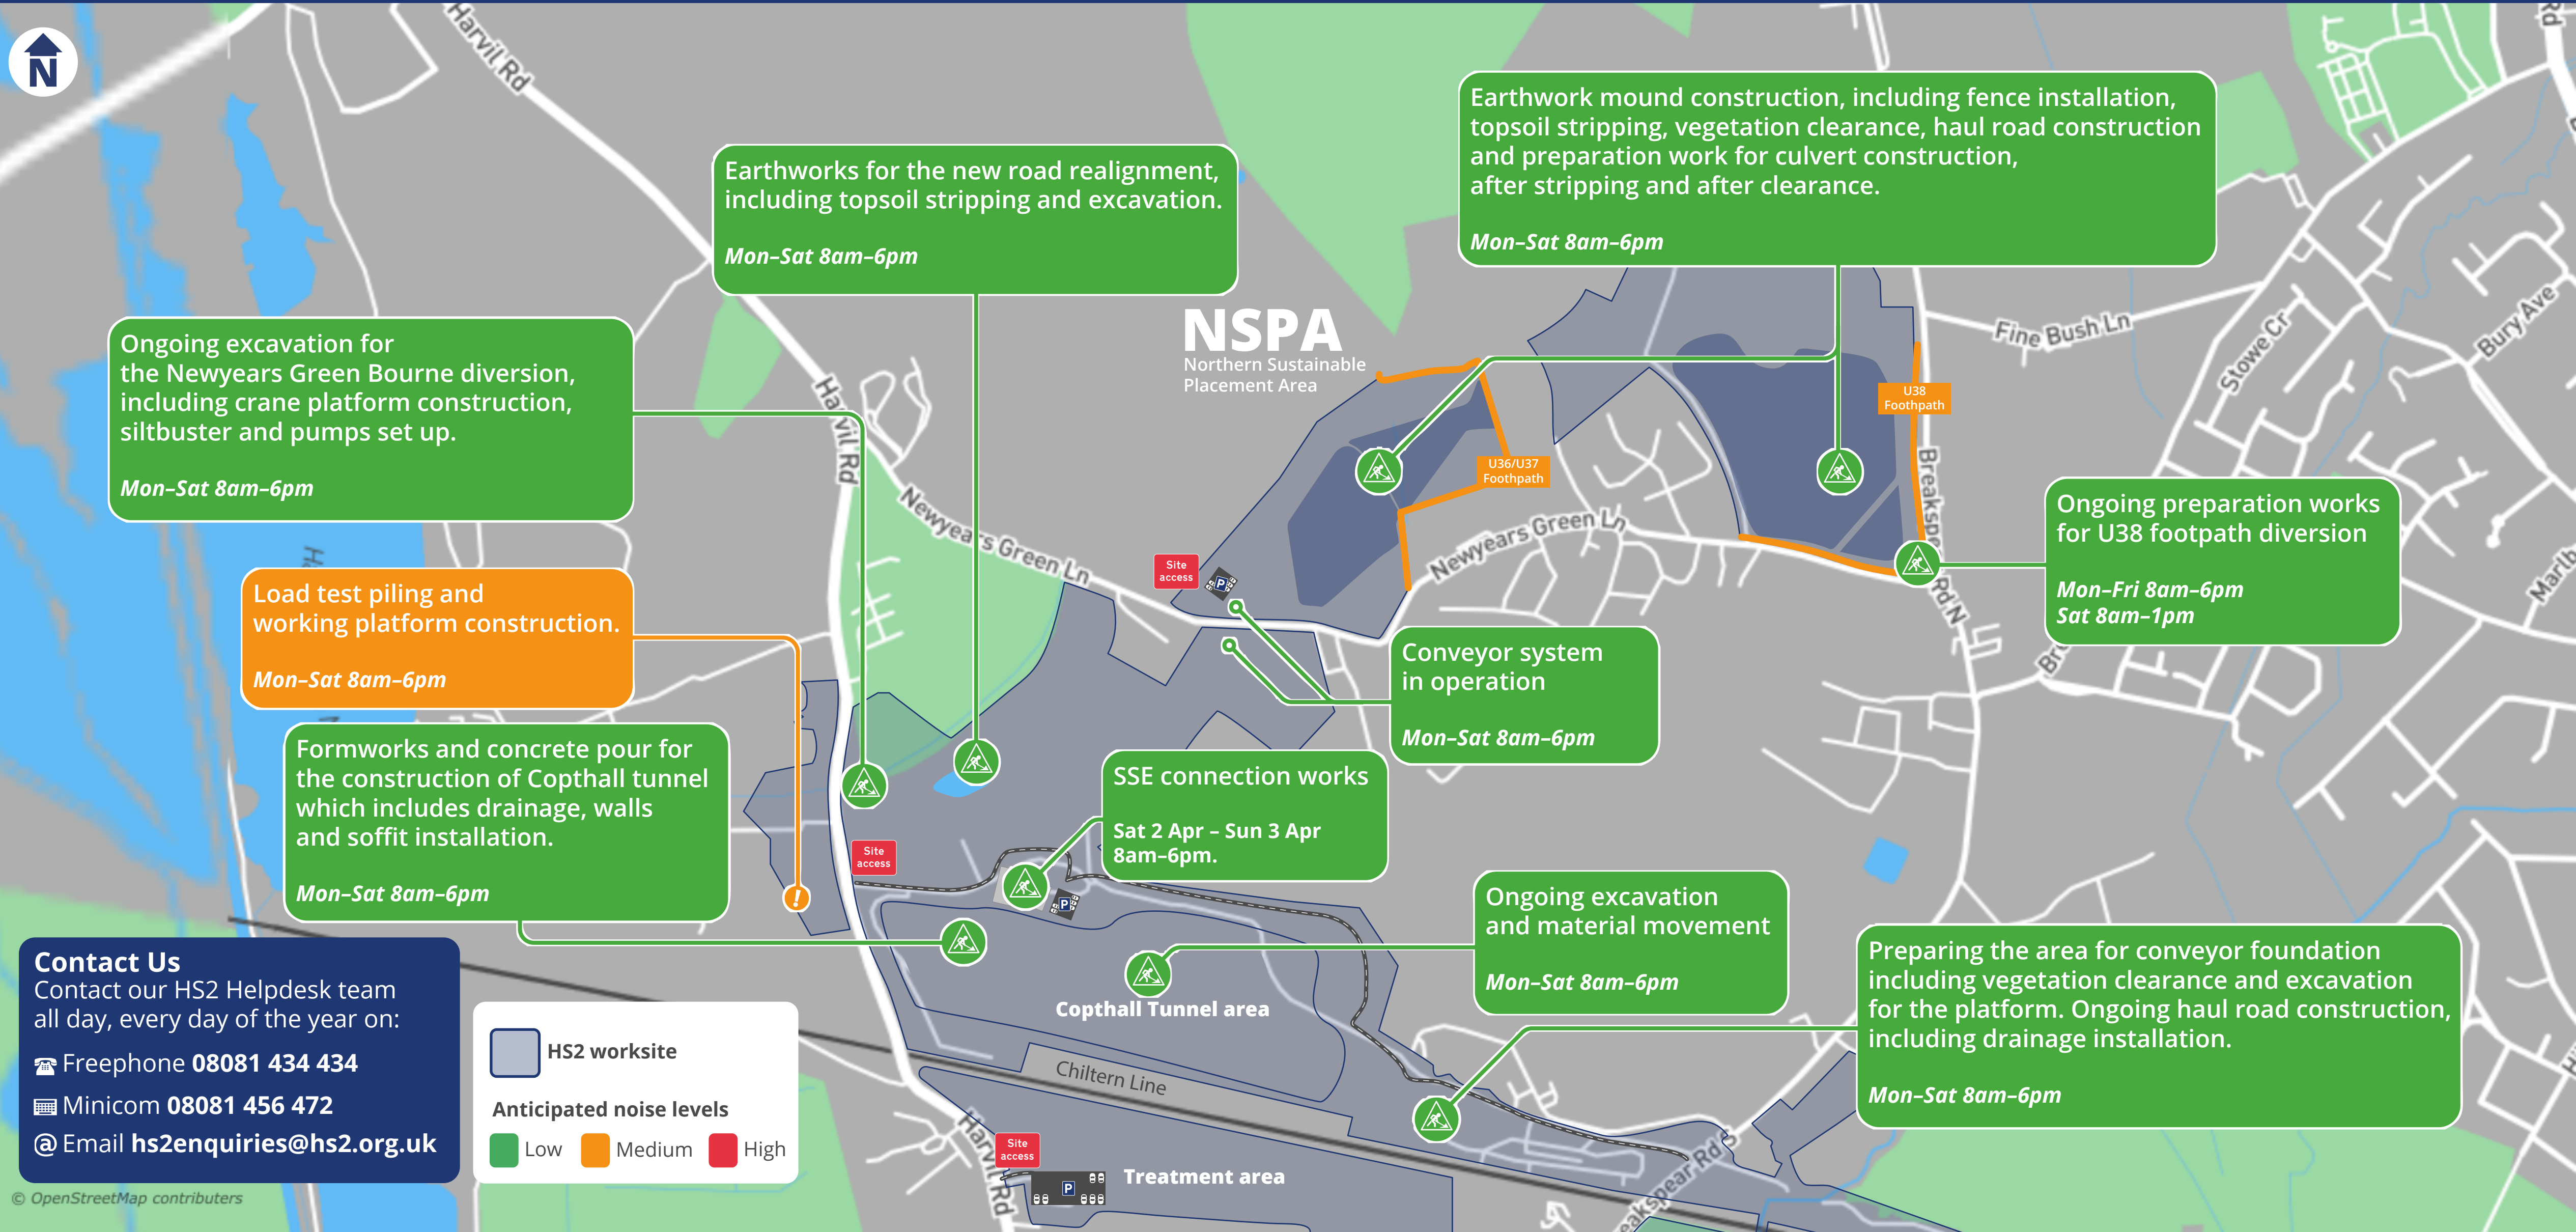 N
Harvil Rd
Rd
Earthwork mound construction, including fence installation,
topsoil stripping, vegetation clearance, haul road construction
and preparation work for culvert construction,
after stripping and after clearance.
Mon–Sat 8am–6pm
Earthworks for the new road realignment,
including topsoil stripping and excavation.
Mon–Sat 8am–6pm
Ongoing excavation for
the Newyears Green Bourne diversion,
including crane platform construction,
siltbuster and pumps set up.
Mon–Sat 8am–6pm
NSPA
Northern Sustainable
Placement Area
Fine Bush Ln
Stowe Cr
Bury Ave
U38
Footpath
U36/U37
Footpath
Harvil Rd
Newyears Green Ln
Newyears Green Ln
Breakspe
Rd N
Marlb
Bre
Ongoing preparation works
for U38 footpath diversion
Mon–Fri 8am–6pm
Sat 8am–1pm
Site
access
P
Load test piling and
working platform construction.
Mon–Sat 8am–6pm
Conveyor system
in operation
Mon–Sat 8am–6pm
Formworks and concrete pour for
the construction of Copthall tunnel
which includes drainage, walls
and soffit installation.
Mon–Sat 8am–6pm
SSE connection works
Sat 2 Apr – Sun 3 Apr
8am–6pm.
Site
access
!
P
Ongoing excavation
and material movement
Mon–Sat 8am–6pm
Copthall Tunnel area
Preparing the area for conveyor foundation
including vegetation clearance and excavation
for the platform. Ongoing haul road construction,
including drainage installation.
Mon–Sat 8am–6pm
Chiltern Line
Contact Us
Contact our HS2 Helpdesk team
all day, every day of the year on:
Freephone 08081 434 434
Minicom 08081 456 472
@ Email hs2enquiries@hs2.org.uk
HS2 worksite
Anticipated noise levels
Low Medium High
Harvil Rd
Site
access
P
Treatment area
eakspear Rd S
© OpenStreetMap contributors